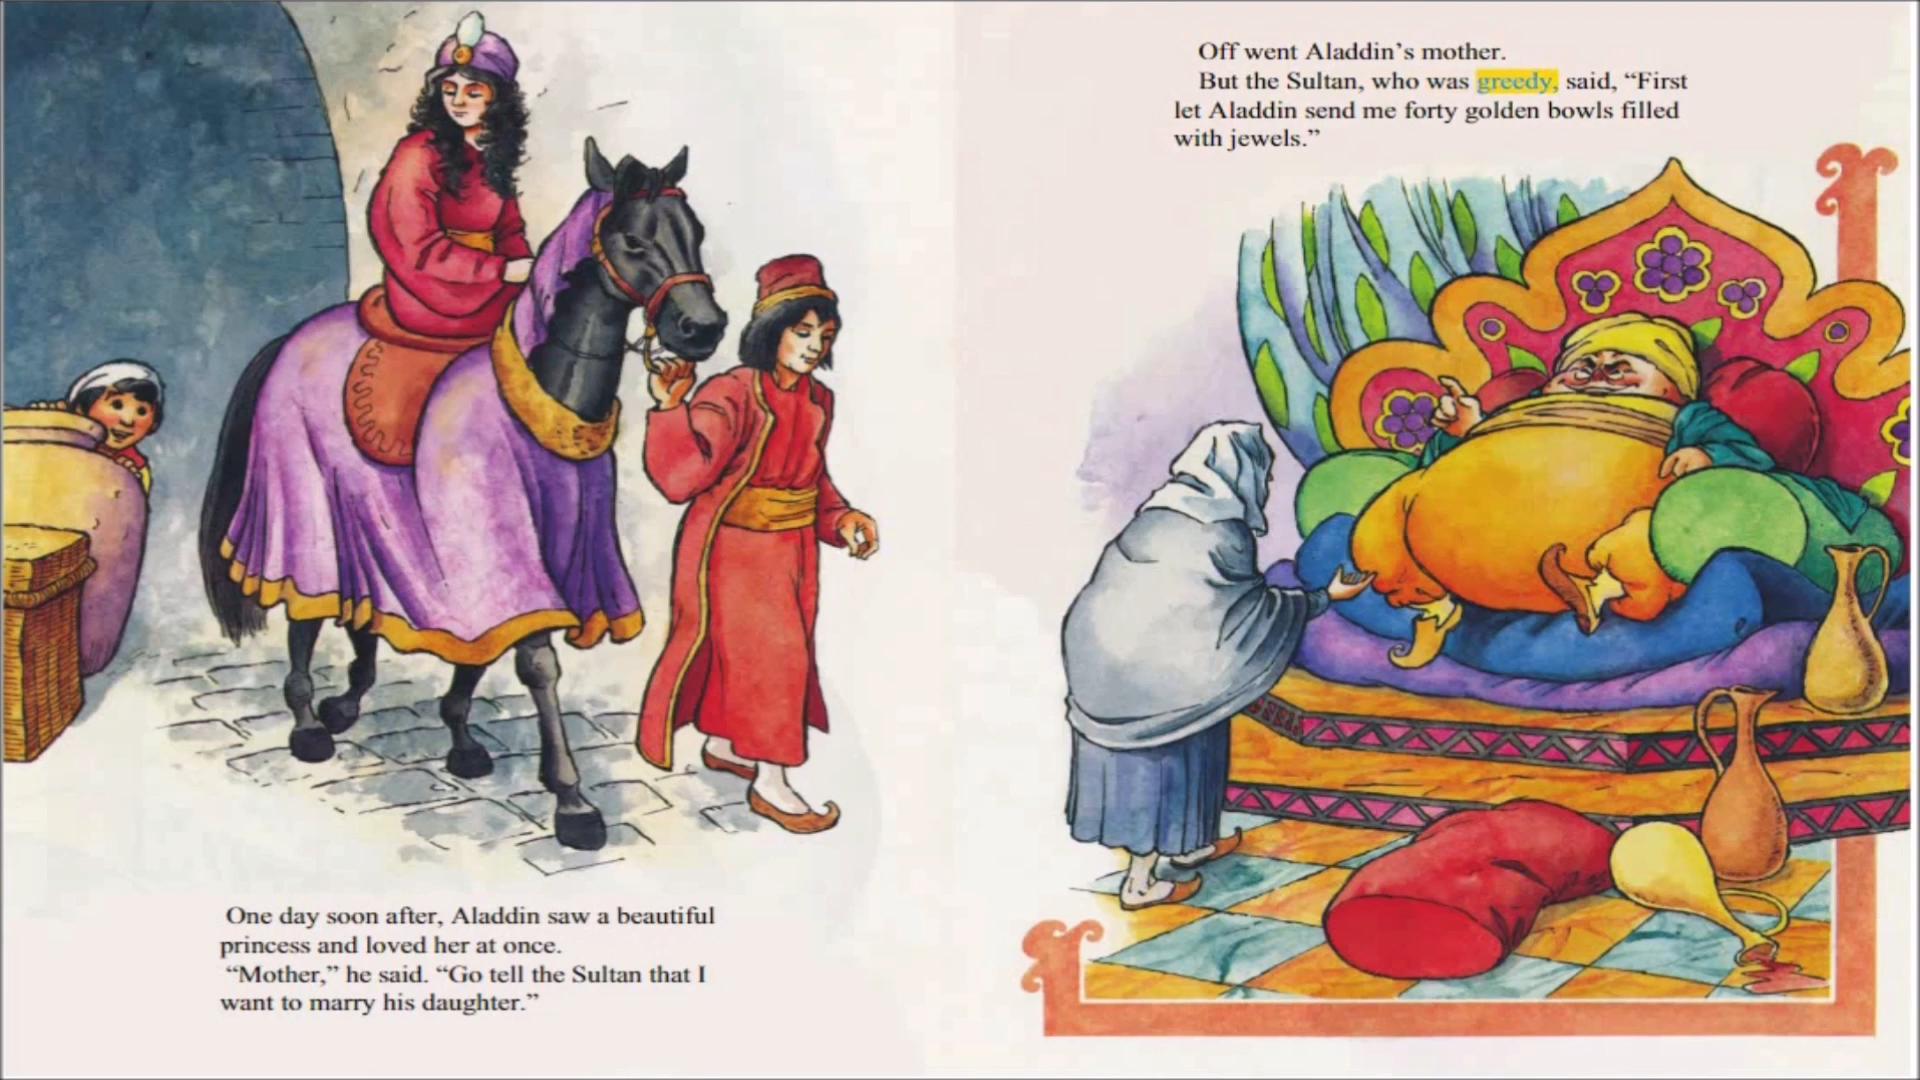 One day soon after, Aladdin saw a beautiful
princess and loved her at once.
“Mother,” he said. “Go tell the Sultan that I
want to marry his daughter.”
Off went Aladdin’s mother.
But the Sultan, who was greedy, said, “First
let Aladdin send me forty golden bowls filled
with jewels.”